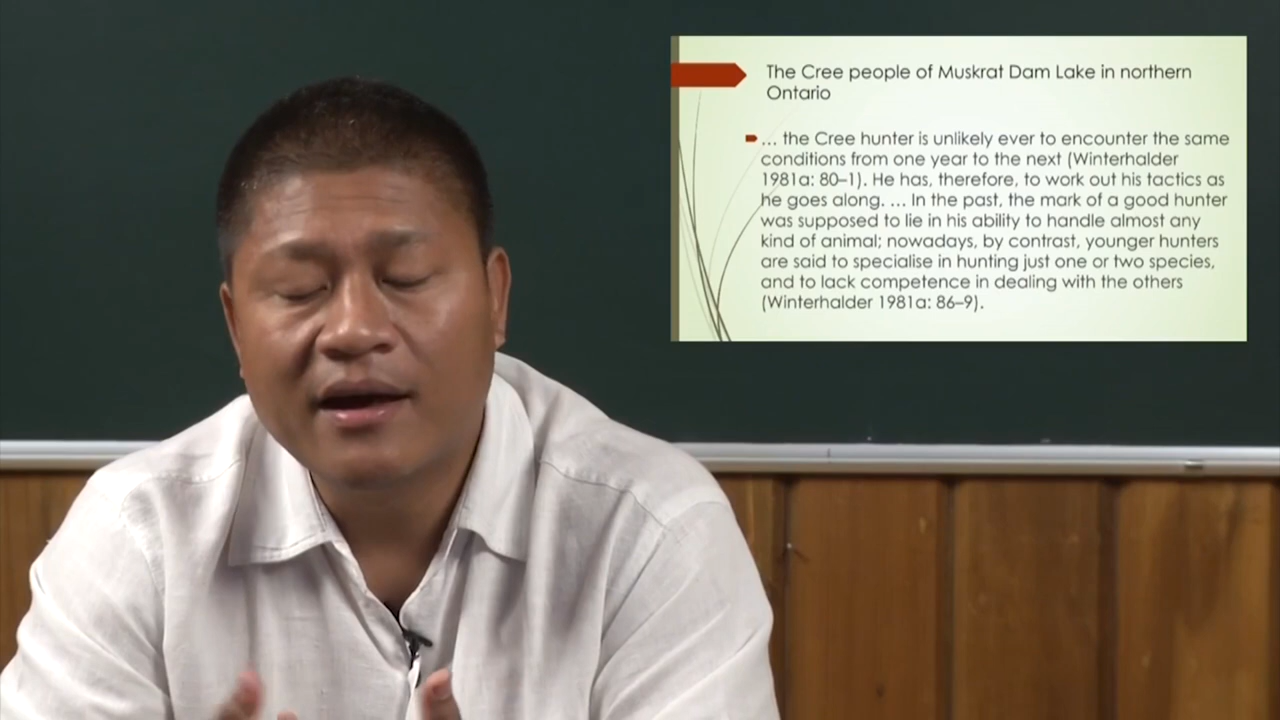 The Cree people of Muskrat Dam Lake in northern
Ontario
… the Cree hunter is unlikely ever to encounter the same
conditions from one year to the next (Winterhalder
1981a: 80–1). He has, therefore, to work out his tactics as
he goes along. … In the past, the mark of a good hunter
was supposed to lie in his ability to handle almost any
kind of animal; nowadays, by contrast, younger hunters
are said to specialise in hunting just one or two species,
and to lack competence in dealing with the others
(Winterhalder 1981a: 86–9).